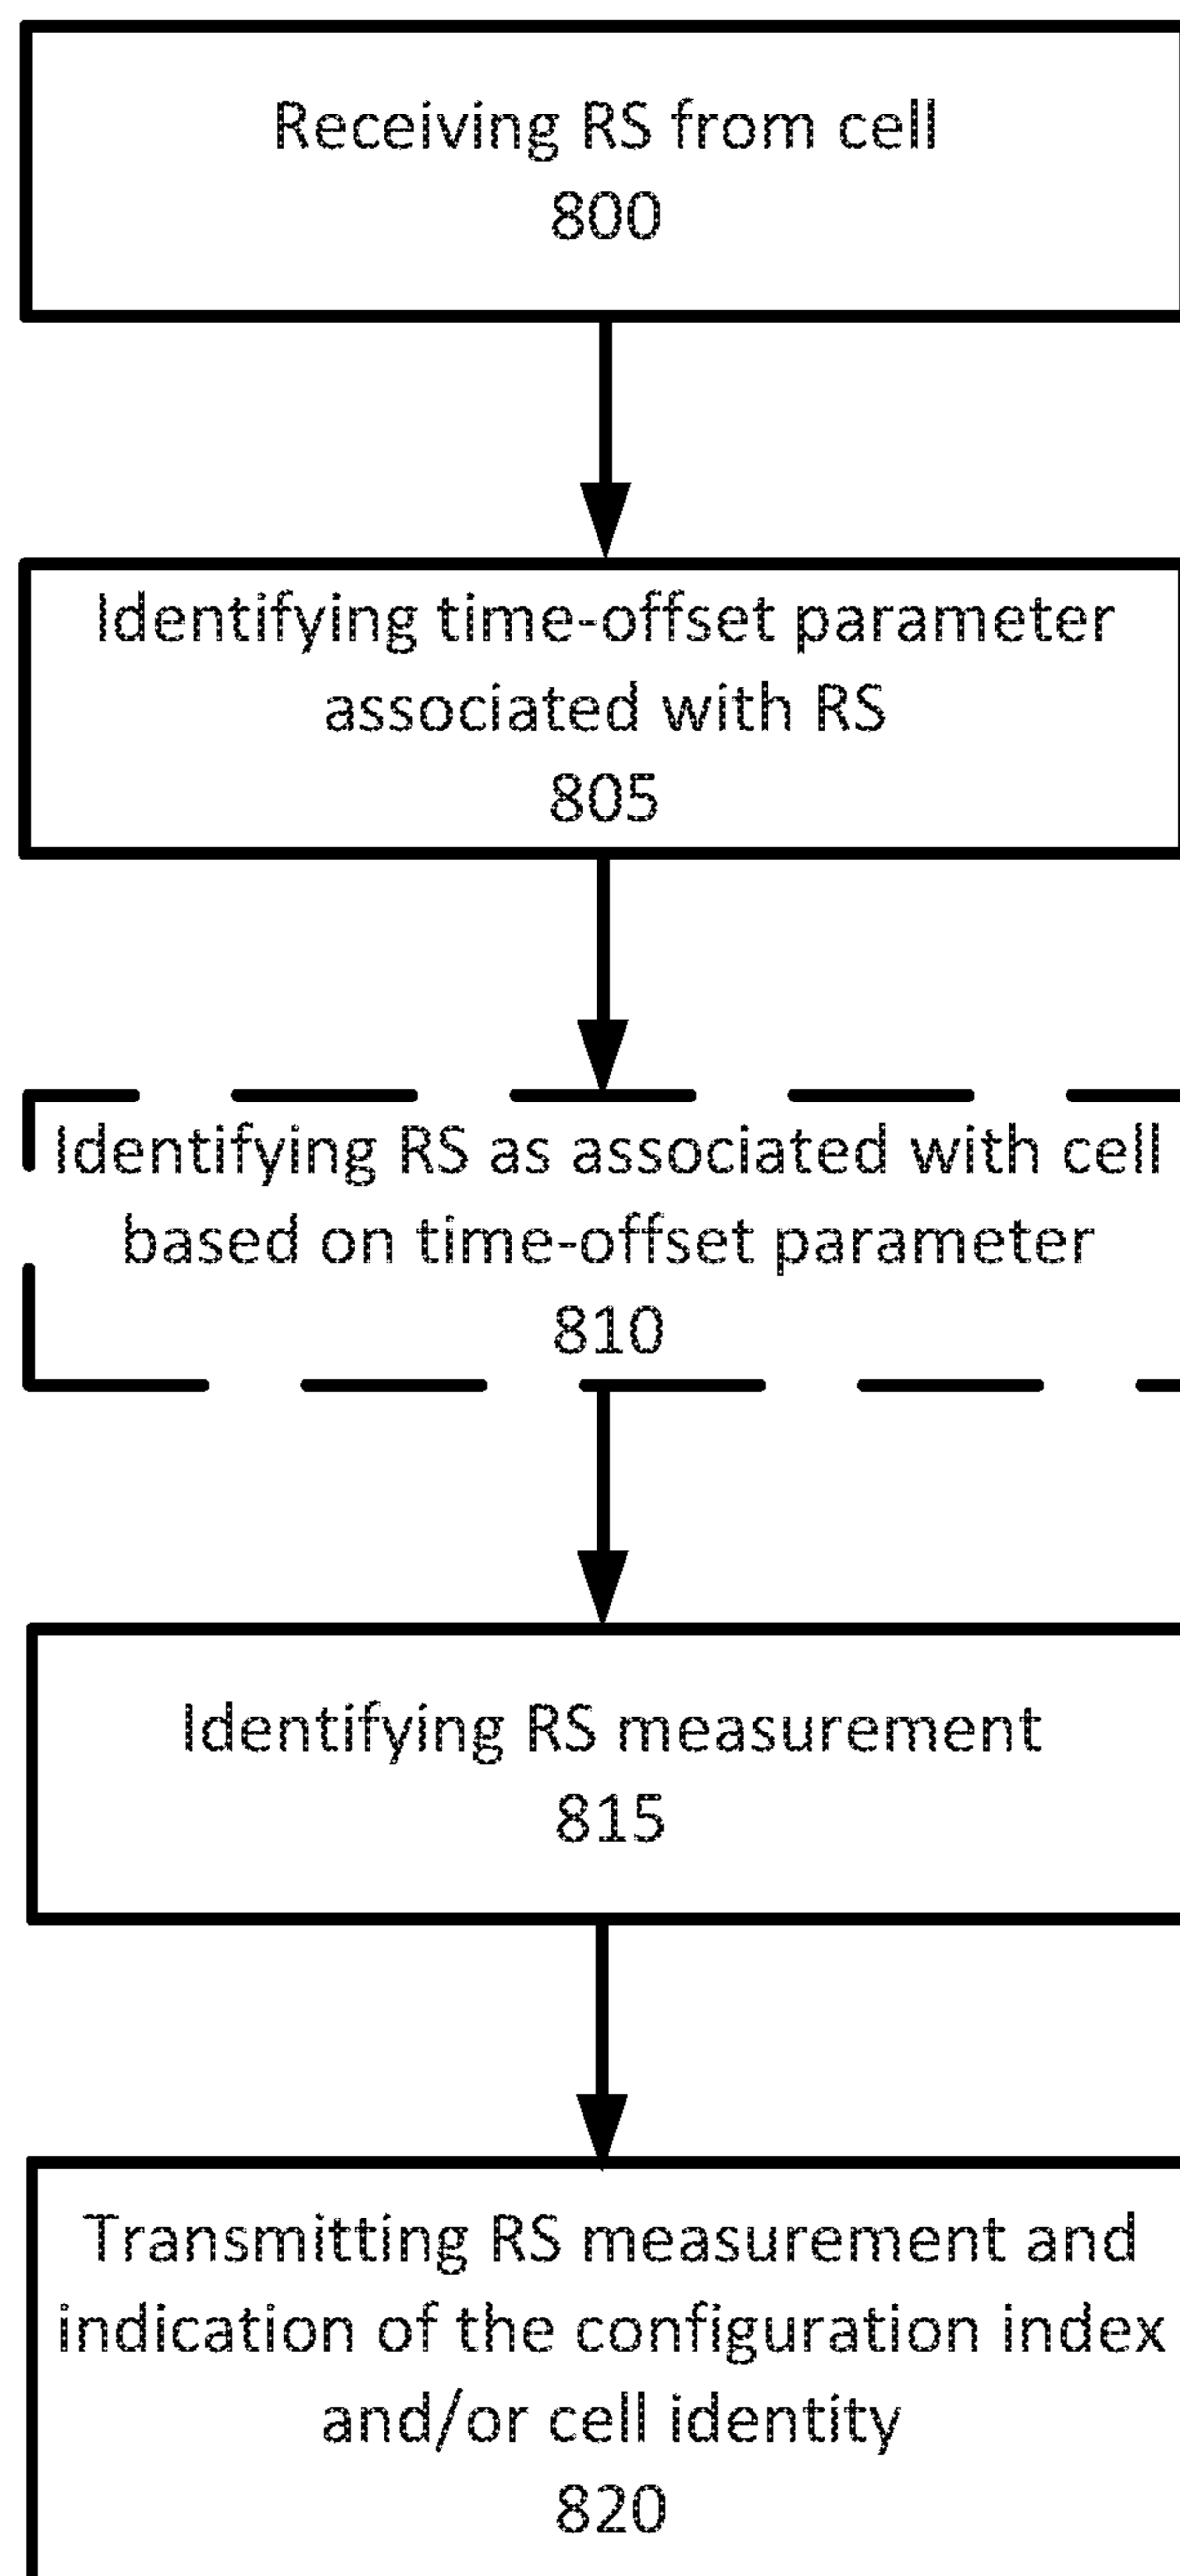 Receiving RS from cell
800
Identifying time-offset parameter
associated with RS
805
Identifying RS as associated with cell
based on time-offset parameter
810
Identifying RS measurement
815
Transmitting RS measurement and
indication of the configuration index
and/or cell identity
820